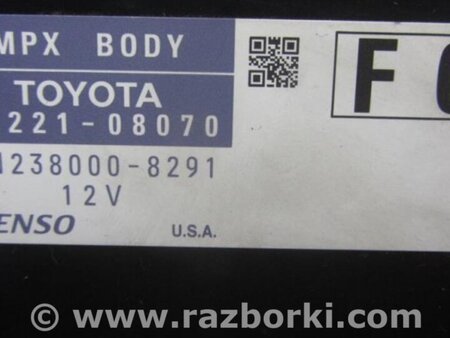 MPX BODY
TOYOTA
221-08070
238000-8291
12V
ENSO
U.S.A.
F
© www.razborki.com